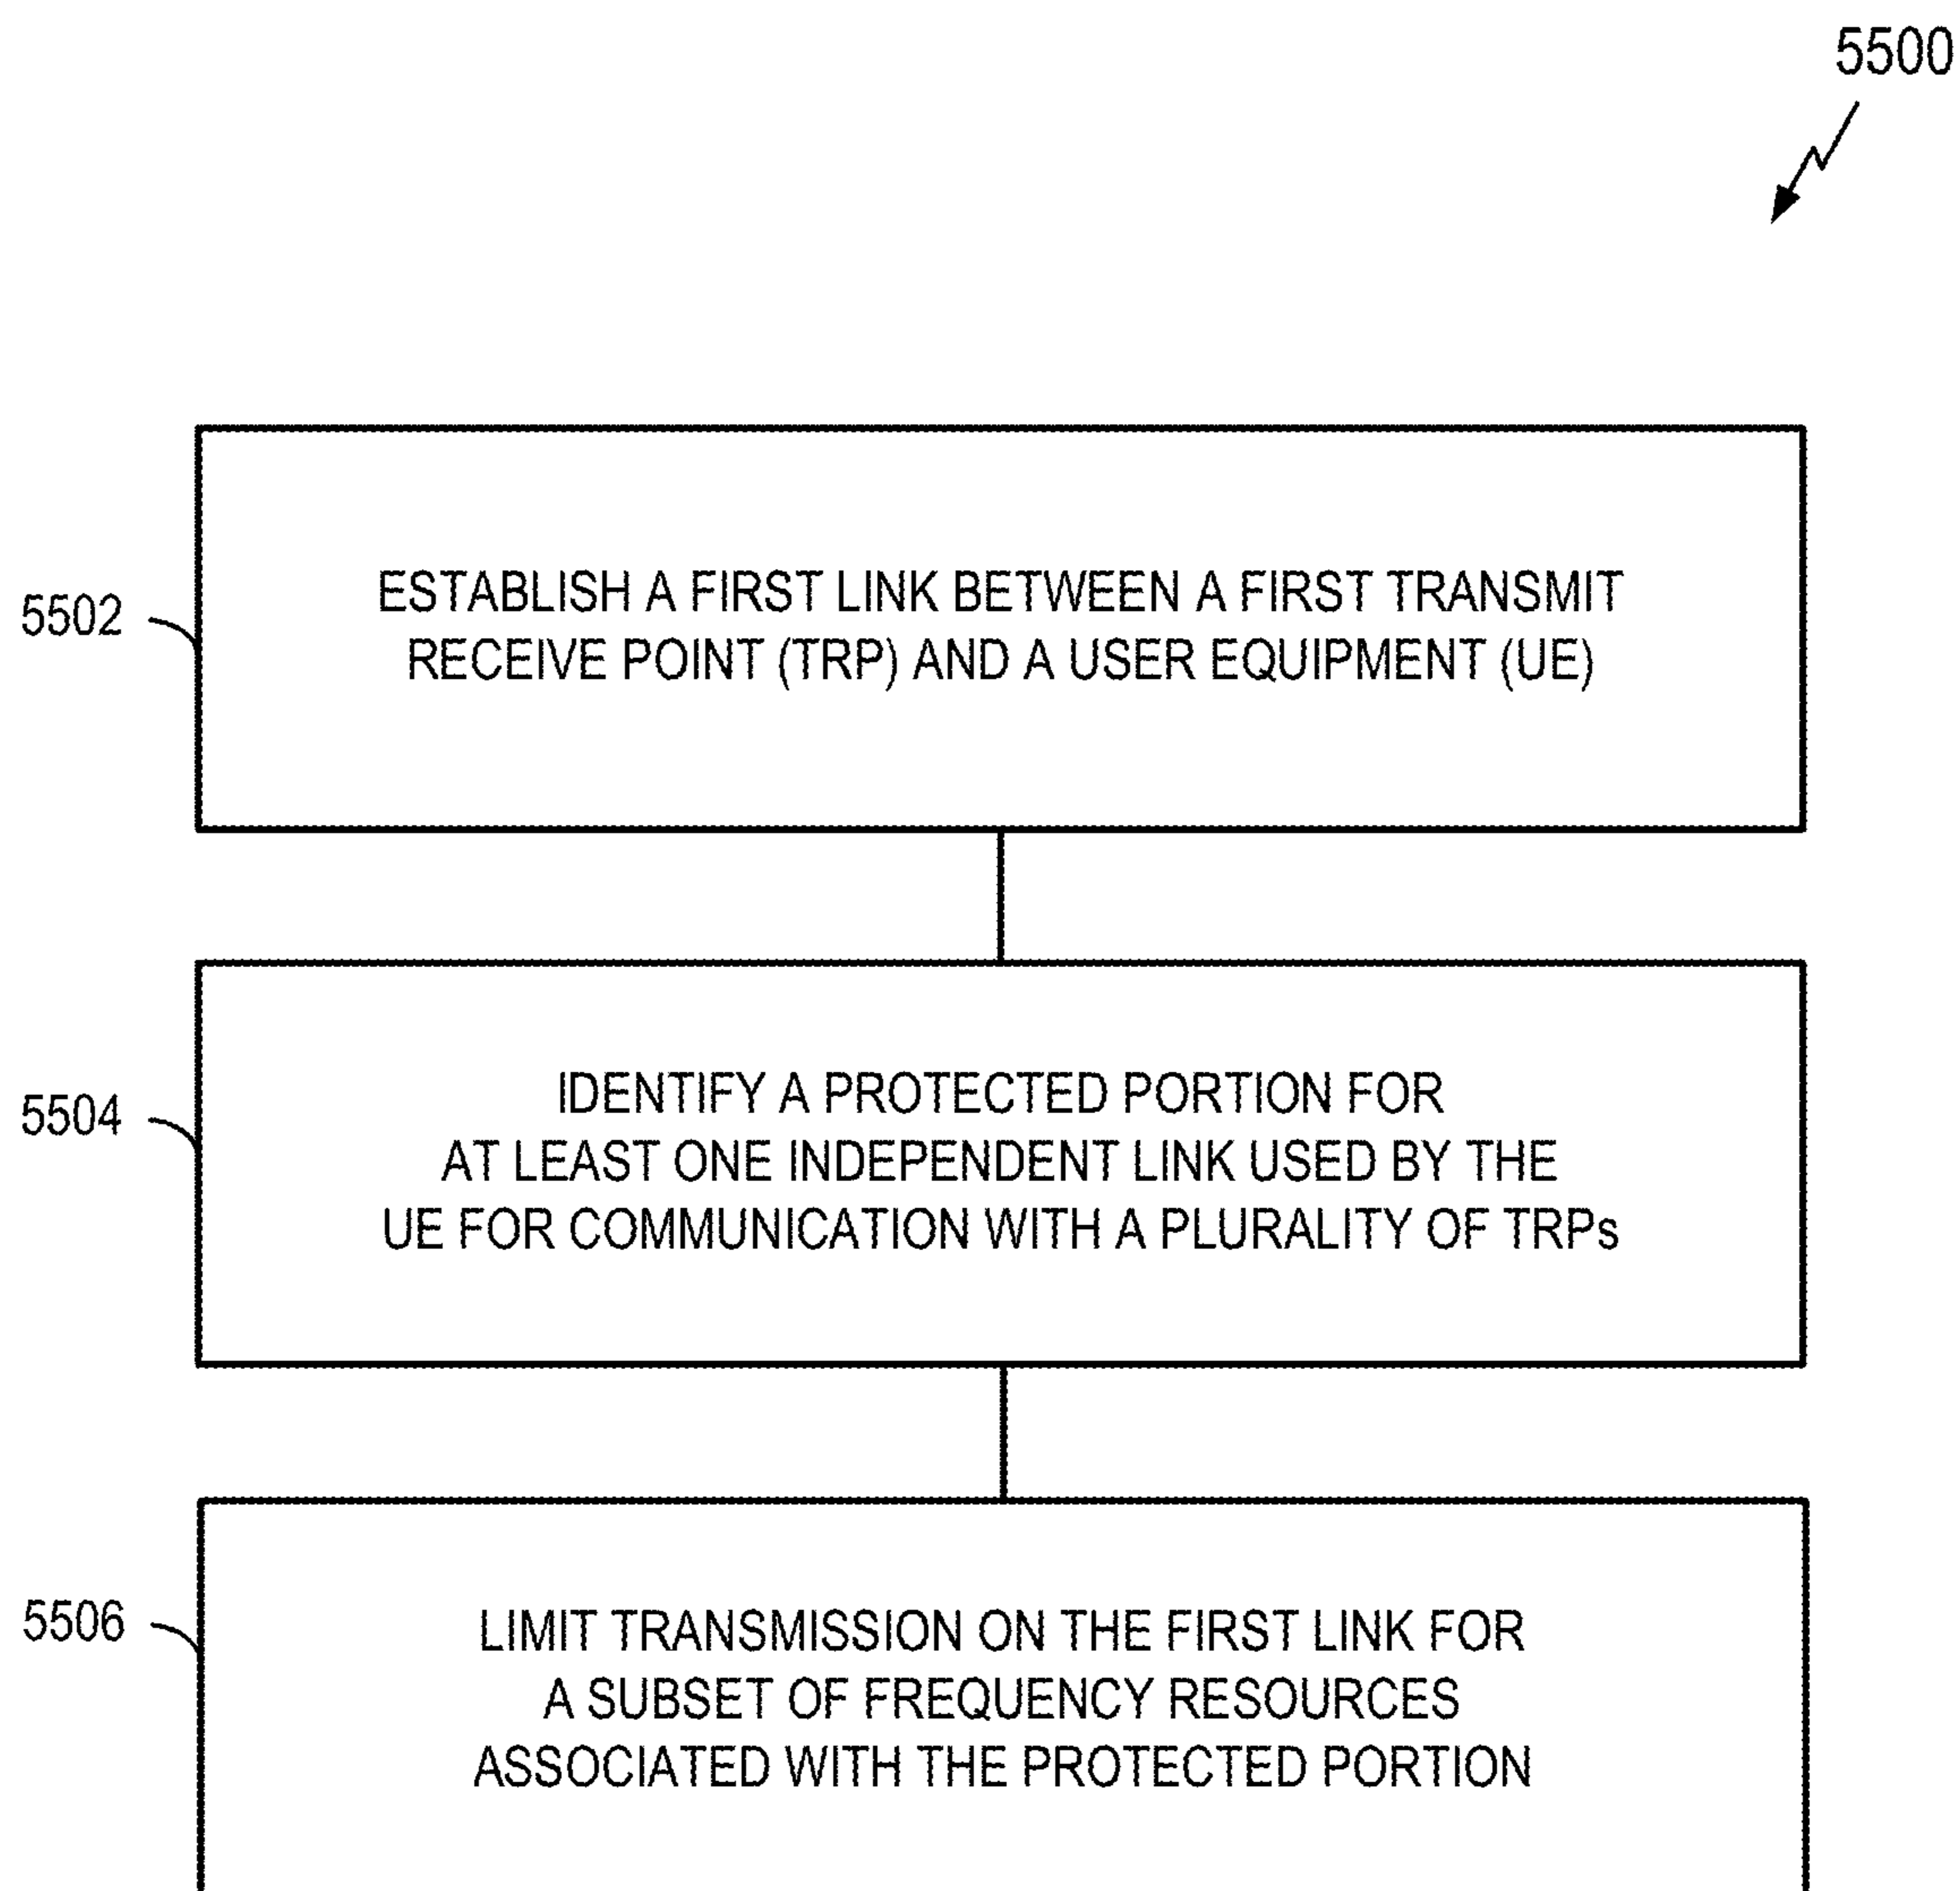 5500
5502
ESTABLISH A FIRST LINK BETWEEN A FIRST TRANSMIT
RECEIVE POINT (TRP) AND A USER EQUIPMENT (UE)
5504
IDENTIFY A PROTECTED PORTION FOR
AT LEAST ONE INDEPENDENT LINK USED BY THE
UE FOR COMMUNICATION WITH A PLURALITY OF TRPs
5506
LIMIT TRANSMISSION ON THE FIRST LINK FOR
A SUBSET OF FREQUENCY RESOURCES
ASSOCIATED WITH THE PROTECTED PORTION